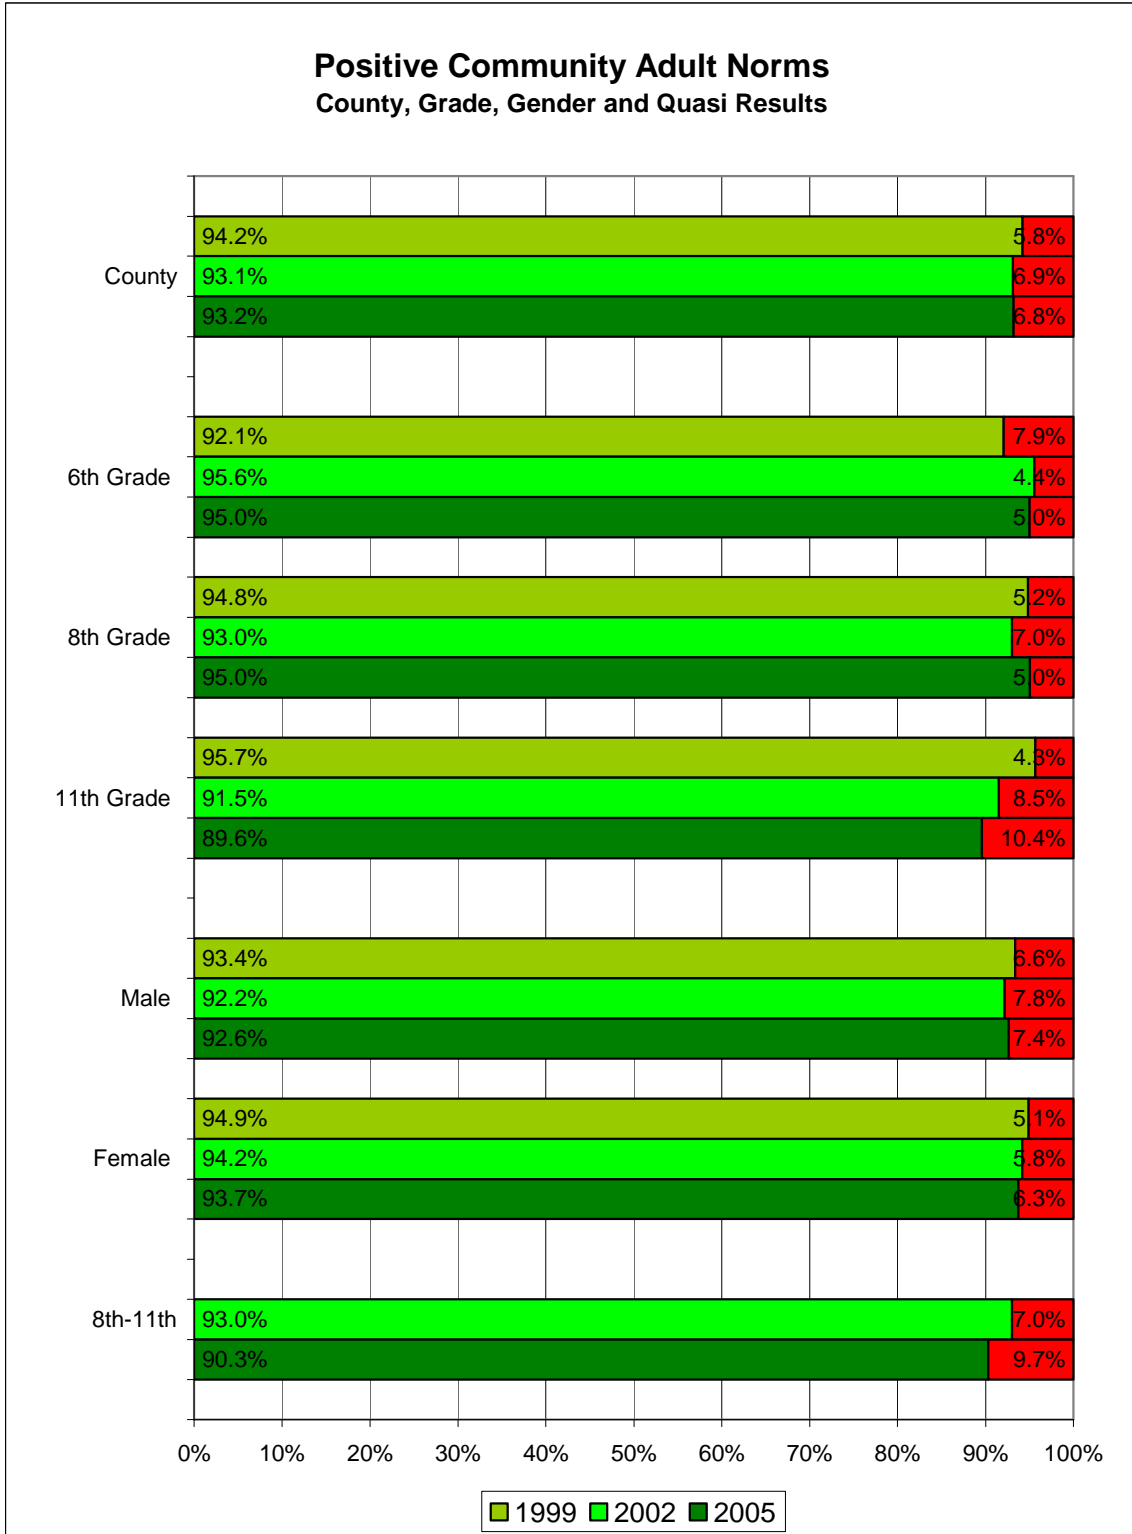 Positive Community Adult Norms
County, Grade, Gender and Quasi Results
94.2% 5.8%
County 93.1% 6.9%
93.2% 6.8%
92.1% 7.9%
6th Grade 95.6% 4.4%
95.0% 5.0%
94.8% 5.2%
8th Grade 93.0% 7.0%
95.0% 5.0%
95.7% 4.3%
11th Grade 91.5% 8.5%
89.6% 10.4%
93.4% 6.6%
Male 92.2% 7.8%
92.6% 7.4%
94.9% 5.1%
Female 94.2% 5.8%
93.7% 6.3%
8th-11th 93.0% 7.0%
90.3% 9.7%
0% 10% 20% 30% 40% 50% 60% 70% 80% 90% 100%
1999 2002 2005